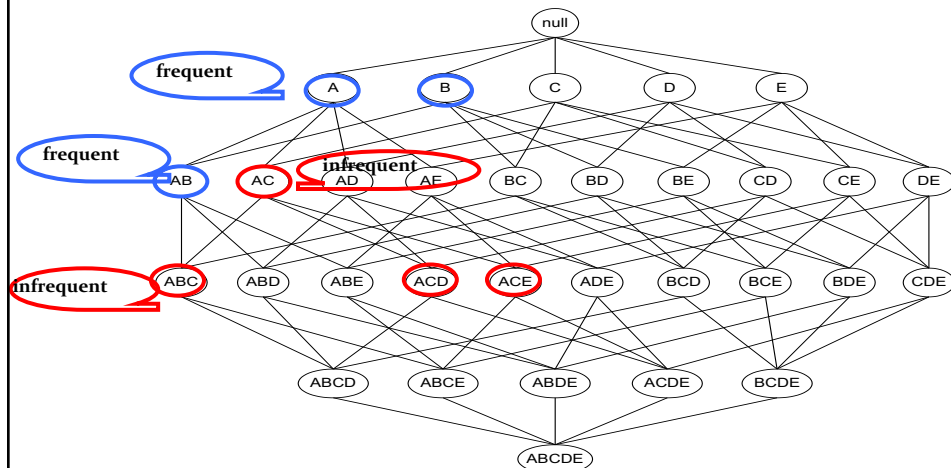 null
frequent
A B C D E
frequent
infrequent
AB AC AD AE BC BD BE CD CE DE
infrequent
ABC ABD ABE ACD ACE ADE BCD BCE BDE CDE
ABCD ABCE ABDE ACDE BCDE
ABCDE